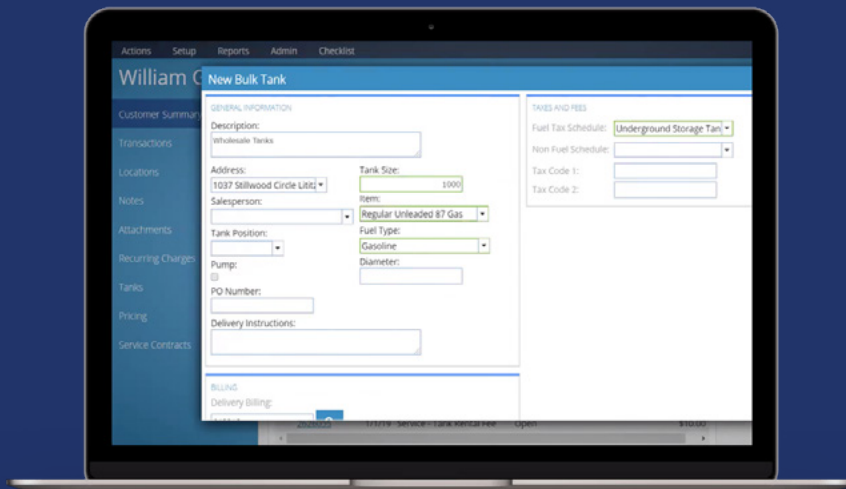 Actions Setup Reports Admin Checklist
William G
New Bulk Tank
Customer Summary
Transactions
Locations
Notes
Attachments
Recurring Charges
Tanks
Pricing
Service Contracts
GENERAL INFORMATION
Description:
Wholesale Tanks
Address:
1037 Stillwood Circle Lititz
Salesperson:
Tank Position:
Pump:
PO Number:
Delivery Instructions:
Tank Size:
1000
Item:
Regular Unleaded 87 Gas
Fuel Type:
Gasoline
Diameter:
BILLING
Delivery Billing:
TAXES AND FEES
Fuel Tax Schedule: Underground Storage Tan
Non Fuel Schedule:
Tax Code 1:
Tax Code 2:
1/1/19 Service - Tank Rental Fee Open $10.00